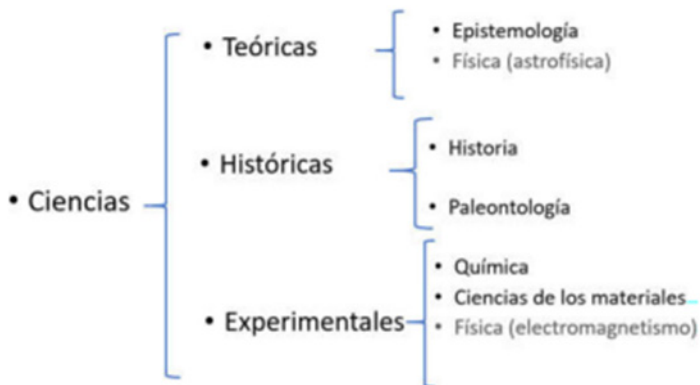 • Ciencias
• Teóricas
• Epistemología
• Física (astrofísica)
• Históricas
• Historia
• Paleontología
• Experimentales
• Química
• Ciencias de los materiales
• Física (electromagnetismo)